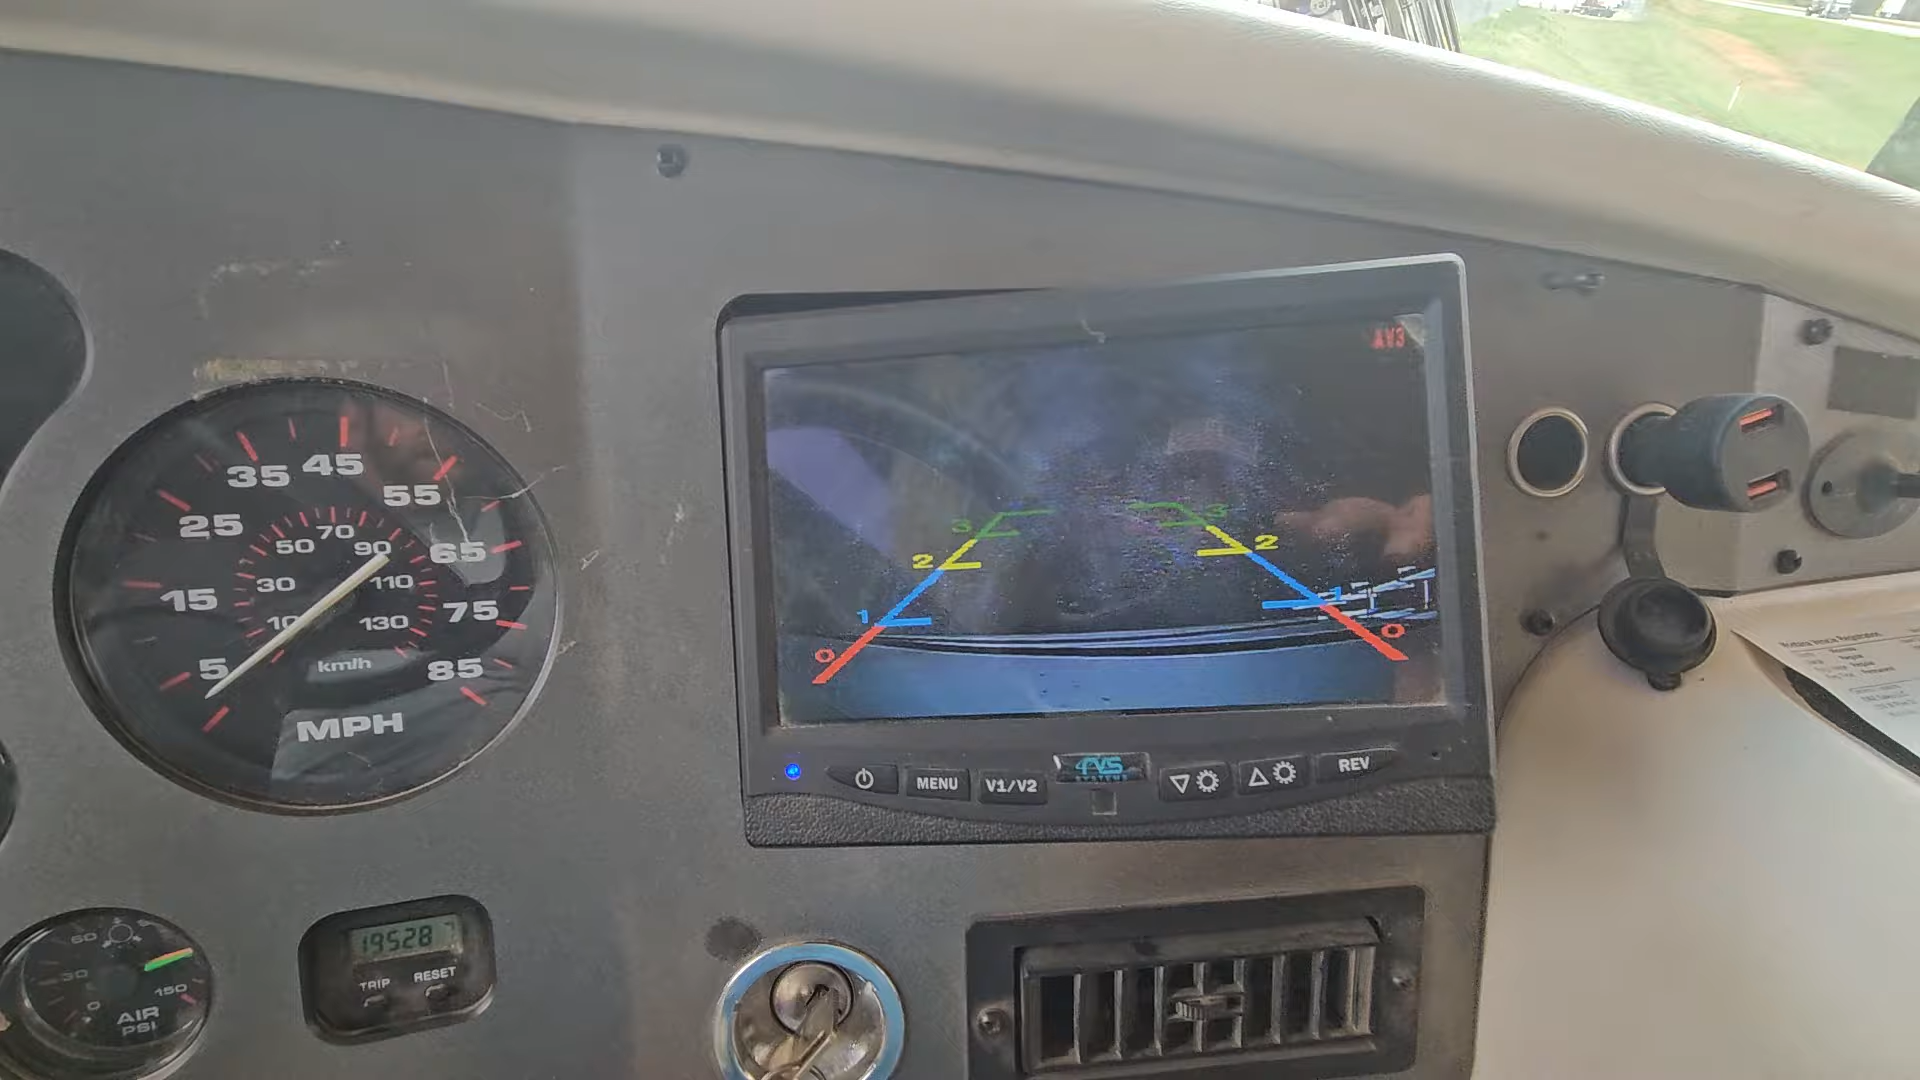 35 45
25 55
15 65
5 75
85
50 70 90
30 110
10 130
km/h
MPH
AV3
3 3
2 2
1 1
0 0
MENU
V1/V2
RVS
SYSTEMS
REV
19528
TRIP RESET
60
30
0 150
AIR
PSI